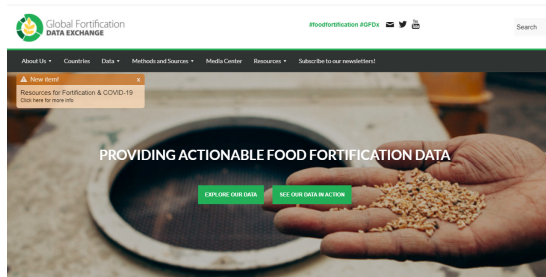 Global Fortification
DATA EXCHANGE
#foodfortification #GFDx
Search
About Us Countries Data Methods and Sources Media Center Resources Subscribe to our newsletters!
New item! x
Resources for Fortification & COVID-19
Click here for more info
PROVIDING ACTIONABLE FOOD FORTIFICATION DATA
EXPLORE OUR DATA SEE OUR DATA IN ACTION